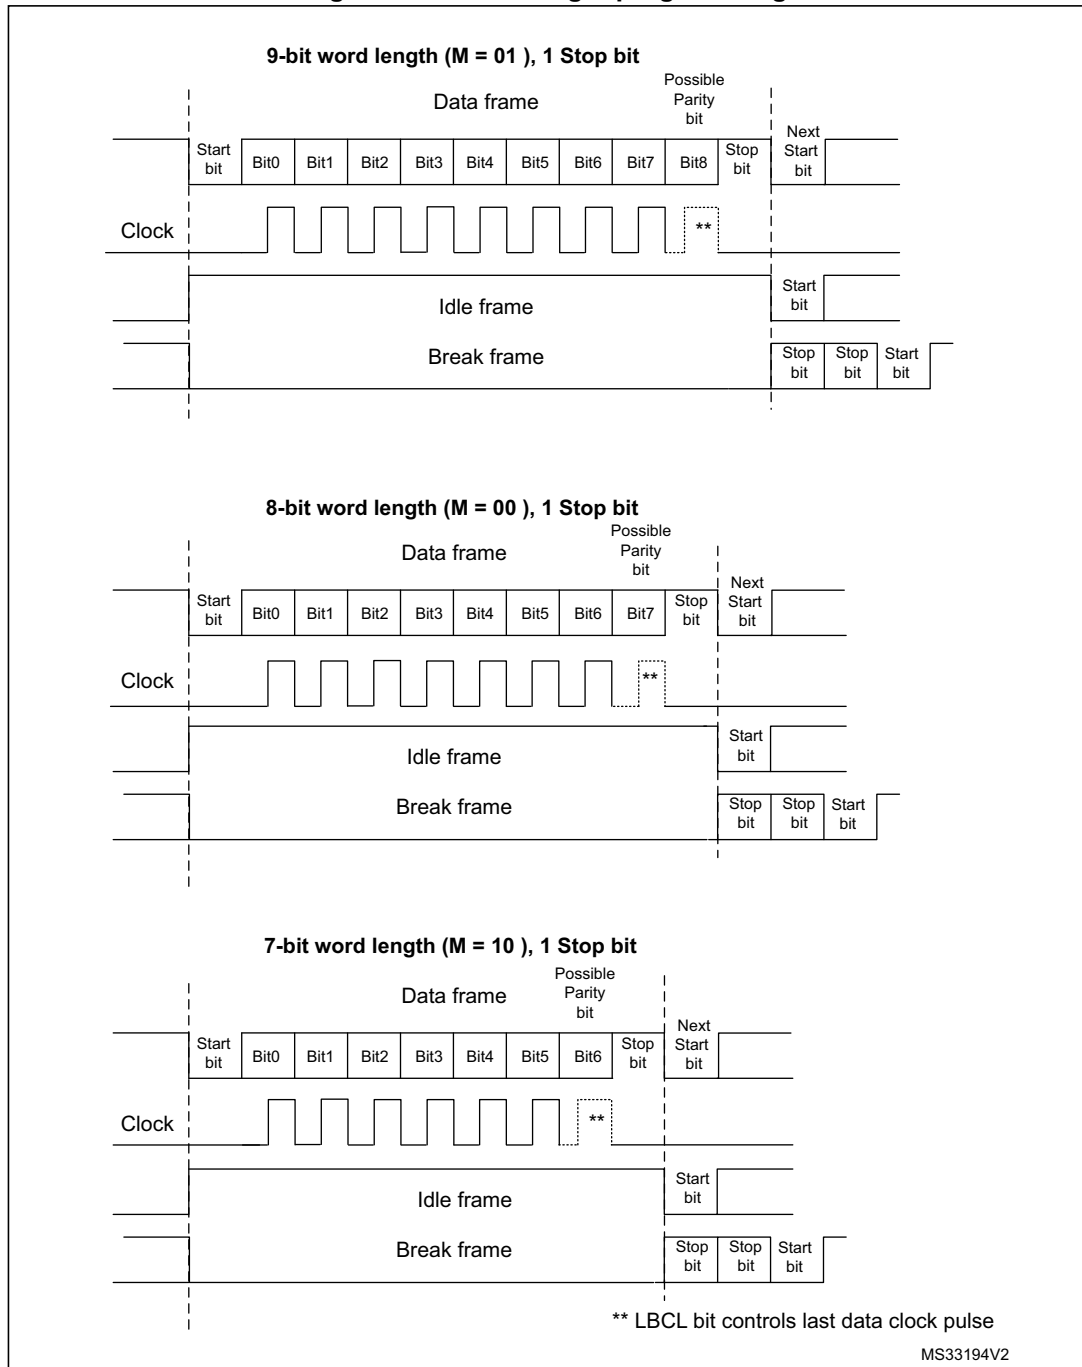 9-bit word length (M = 01 ), 1 Stop bit
Data frame
Possible
Parity
bit
Start
bit
Bit0 Bit1 Bit2 Bit3 Bit4 Bit5 Bit6 Bit7 Bit8
Stop
bit
Next
Start
bit
Clock
**
Idle frame
Start
bit
Break frame
Stop
bit
Stop
bit
Start
bit
8-bit word length (M = 00 ), 1 Stop bit
Data frame
Possible
Parity
bit
Start
bit
Bit0 Bit1 Bit2 Bit3 Bit4 Bit5 Bit6 Bit7
Stop
bit
Next
Start
bit
Clock
**
Idle frame
Start
bit
Break frame
Stop
bit
Stop
bit
Start
bit
7-bit word length (M = 10 ), 1 Stop bit
Data frame
Possible
Parity
bit
Start
bit
Bit0 Bit1 Bit2 Bit3 Bit4 Bit5 Bit6
Stop
bit
Next
Start
bit
Clock
**
Idle frame
Start
bit
Break frame
Stop
bit
Stop
bit
Start
bit
** LBCL bit controls last data clock pulse
MS33194V2